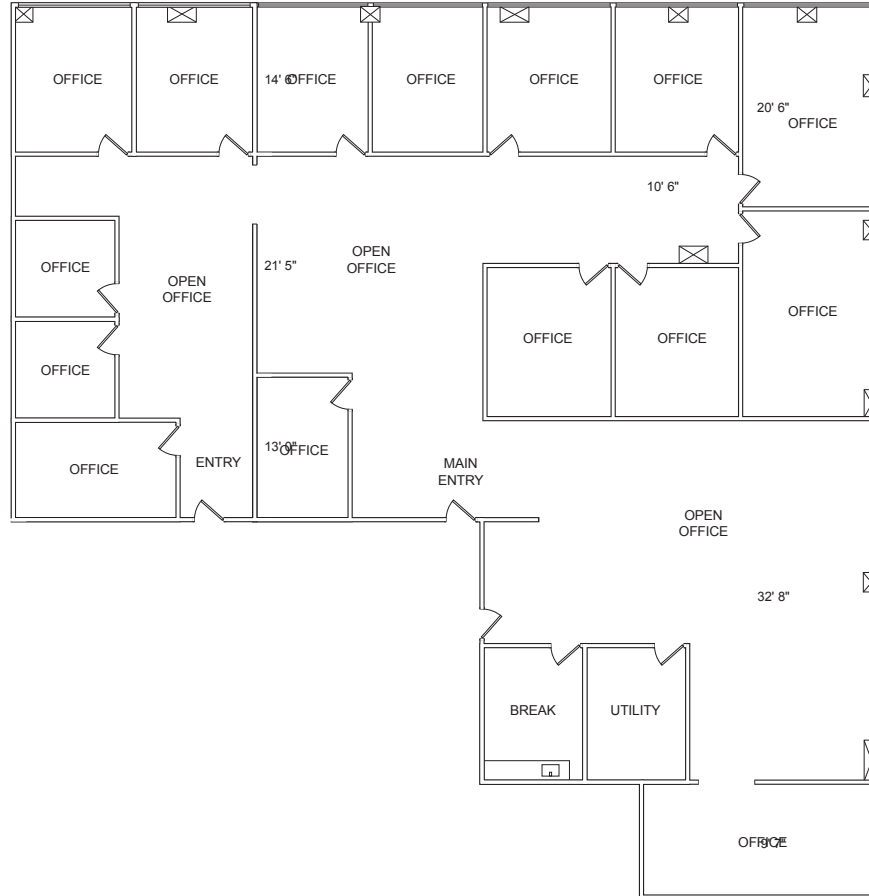 OFFICE
OFFICE
14' 6"
OFFICE
OFFICE
OFFICE
OFFICE
20' 6"
OFFICE
10' 6"
OFFICE
OPEN
OFFICE
21' 5"
OPEN
OFFICE
OFFICE
OFFICE
OFFICE
OFFICE
OFFICE
ENTRY
13' 0"
OFFICE
MAIN
ENTRY
OPEN
OFFICE
32' 8"
BREAK
UTILITY
OFFICE
9' 7"